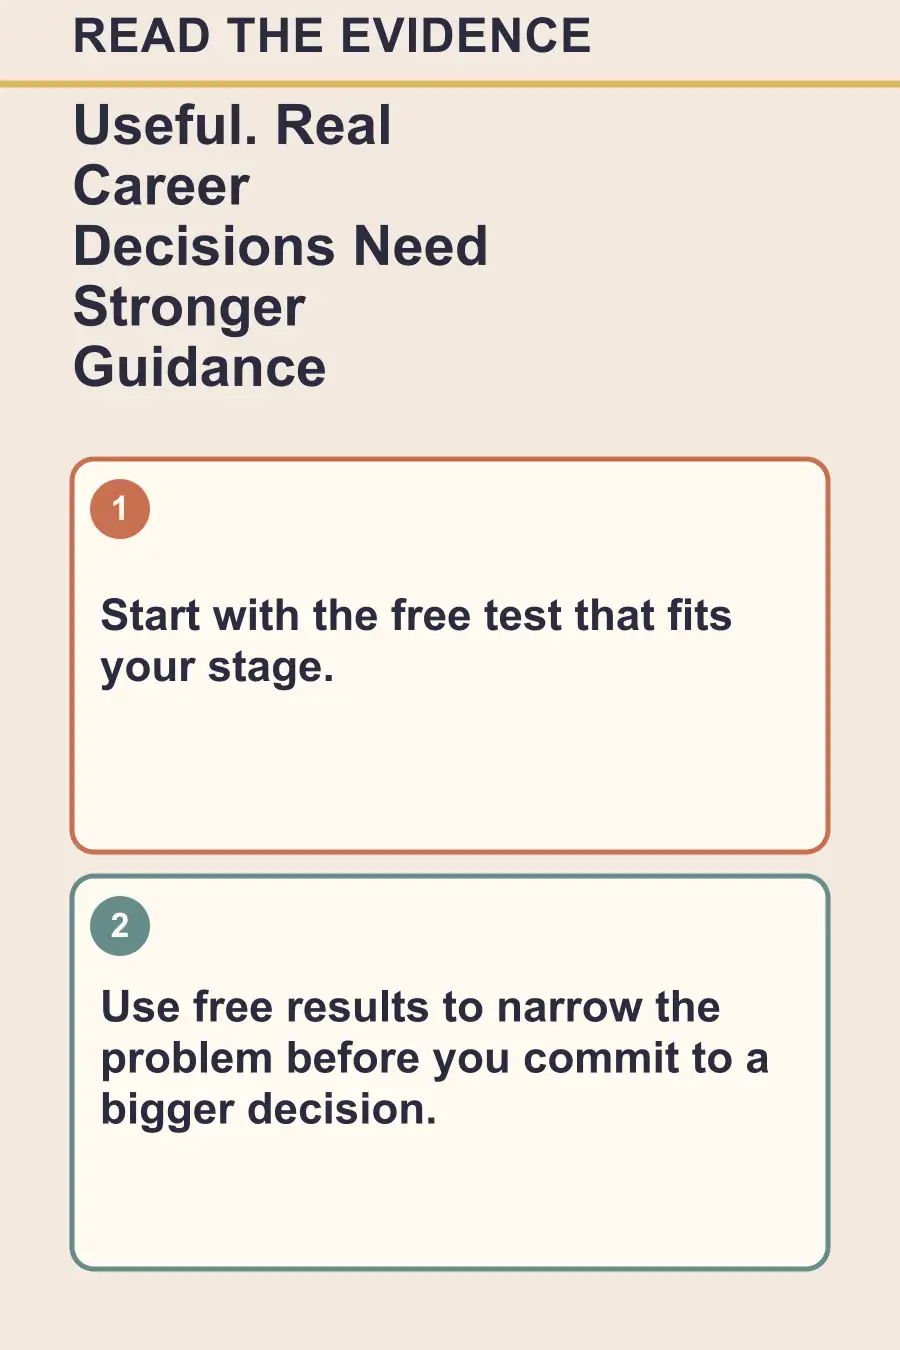 READ THE EVIDENCE
Useful. Real
Career
Decisions Need
Stronger
Guidance
1
Start with the free test that fits
your stage.
2
Use free results to narrow the
problem before you commit to a
bigger decision.